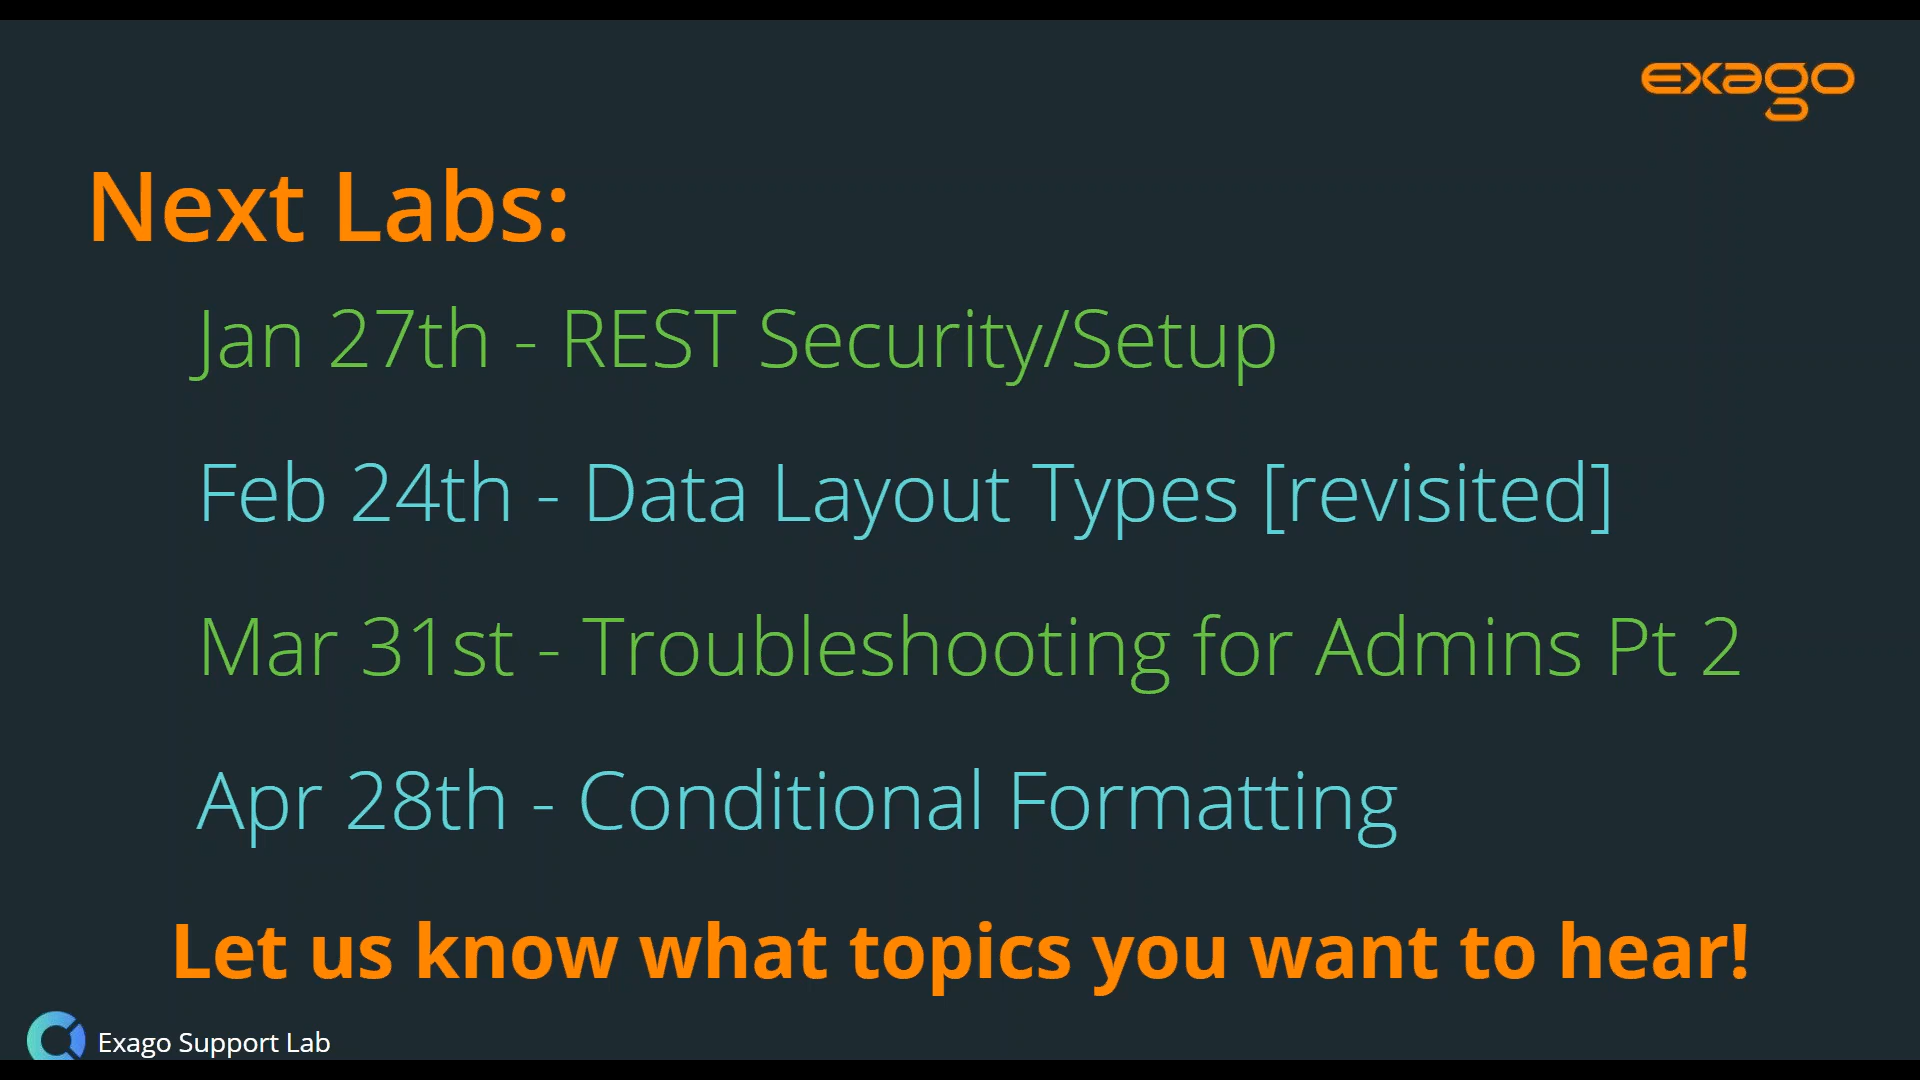 exago
Next Labs:
Jan 27th - REST Security/Setup
Feb 24th - Data Layout Types [revisited]
Mar 31st - Troubleshooting for Admins Pt 2
Apr 28th - Conditional Formatting
Let us know what topics you want to hear!
Exago Support Lab